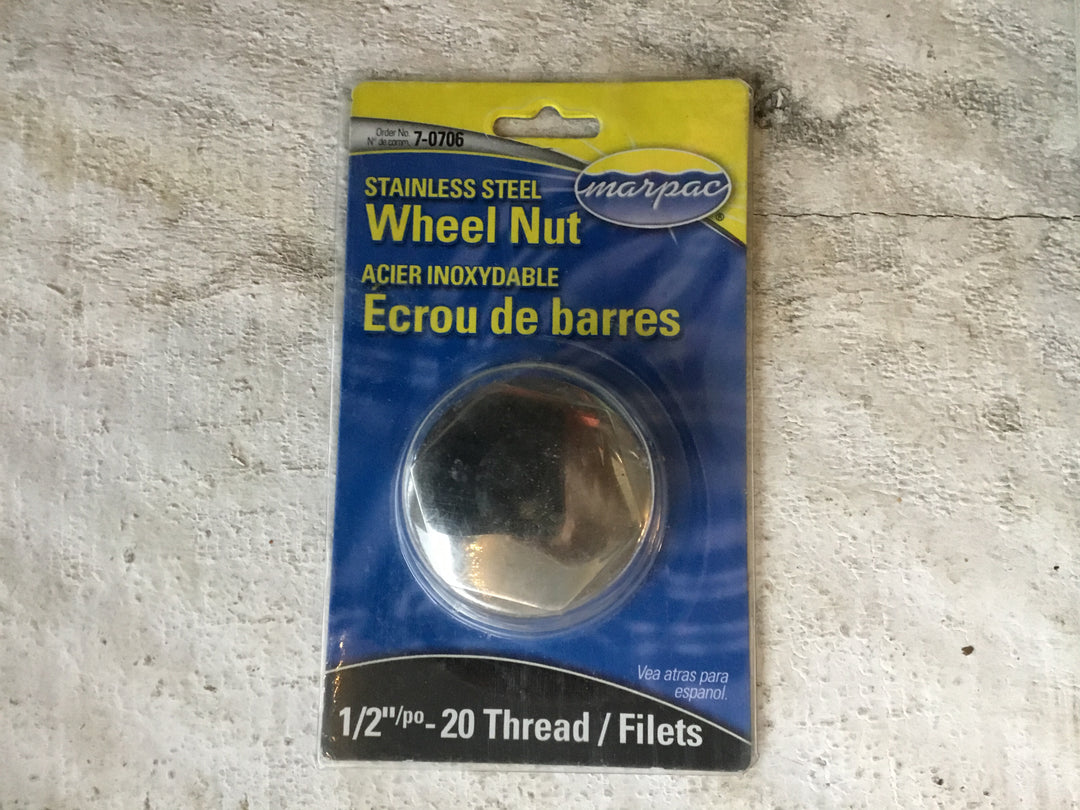 Order No.
N° de comm. 7-0706
marpac®
STAINLESS STEEL
Wheel Nut
ACIER INOXYDABLE
Écrou de barres
Vea atras para
espanol.
1/2"/po- 20 Thread / Filets